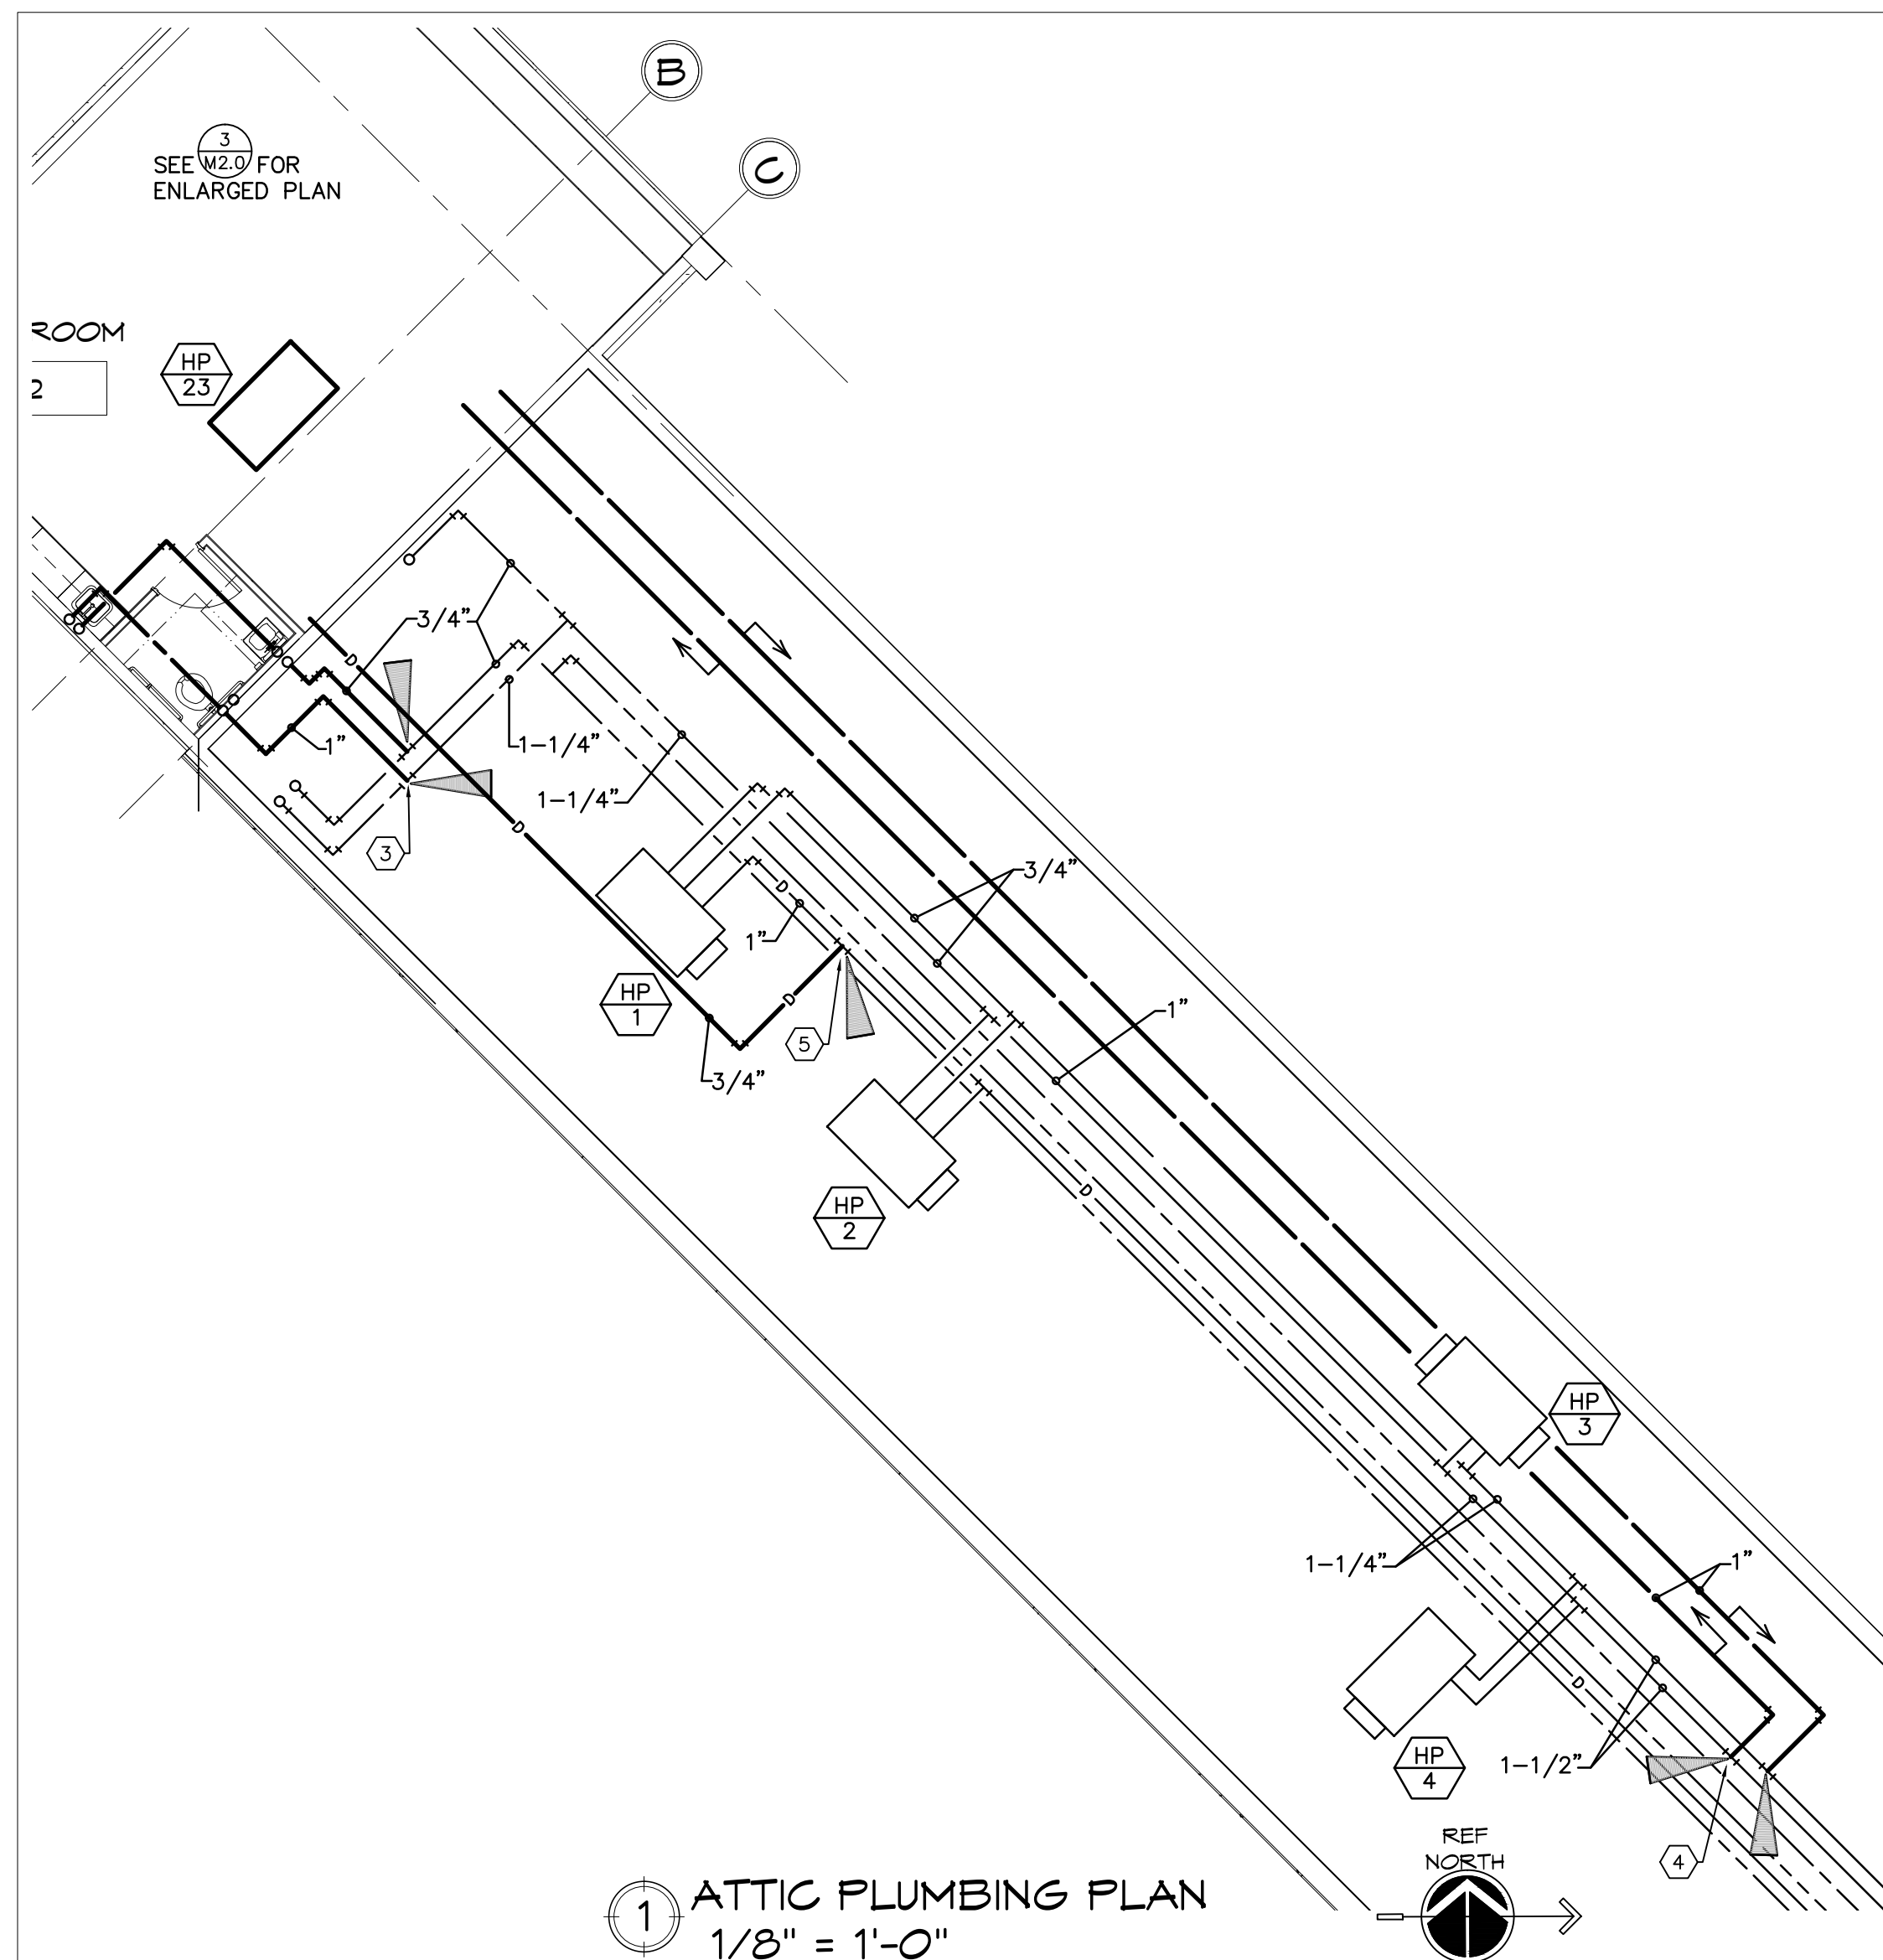 B
C
3
SEE M2.0 FOR
ENLARGED PLAN
ROOM
2
HP
23
D
3/4"
1"
1-1/4"
1-1/4"
D
3
3/4"
D
1"
HP
1
D
1"
5
3/4"
D
HP
2
HP
3
1-1/4"
1"
D
1-1/2"
HP
4
4
REF
NORTH
1 ATTIC PLUMBING PLAN
1/8" = 1'-0"